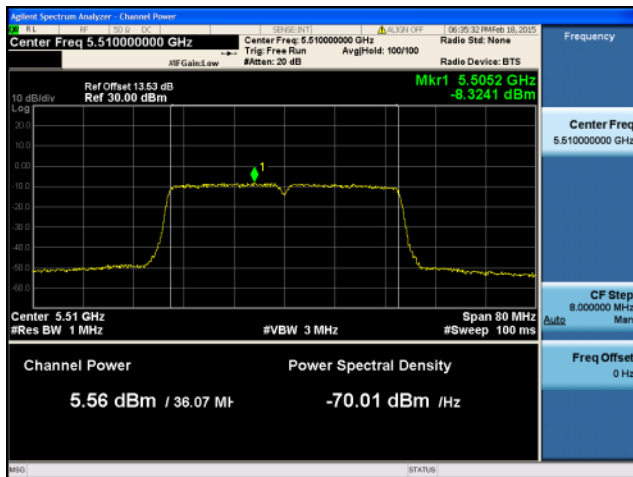 Agilent Spectrum Analyzer - Channel Power
RL RF 50 Ω DC SENSE:INT ALIGN OFF 06:35:32 PM Feb 18, 2015
Center Freq 5.510000000 GHz
Center Freq: 5.510000000 GHz
Radio Std: None
Trig: Free Run Avg|Hold: 100/100
#IFGain:Low #Atten: 20 dB Radio Device: BTS
Mkr1 5.5052 GHz
-8.3241 dBm
Ref Offset 13.53 dB
10 dB/div Ref 30.00 dBm
Log
20.0
10.0
0.00
-10.0
-20.0
-30.0
-40.0
-50.0
-60.0
1
Center 5.51 GHz Span 80 MHz
#Res BW 1 MHz #VBW 3 MHz #Sweep 100 ms
Channel Power Power Spectral Density
5.56 dBm / 36.07 MH -70.01 dBm /Hz
MSG STATUS
Frequency
Center Freq
5.510000000 GHz
CF Step
8.000000 MHz
Auto Man
Freq Offset
0 Hz